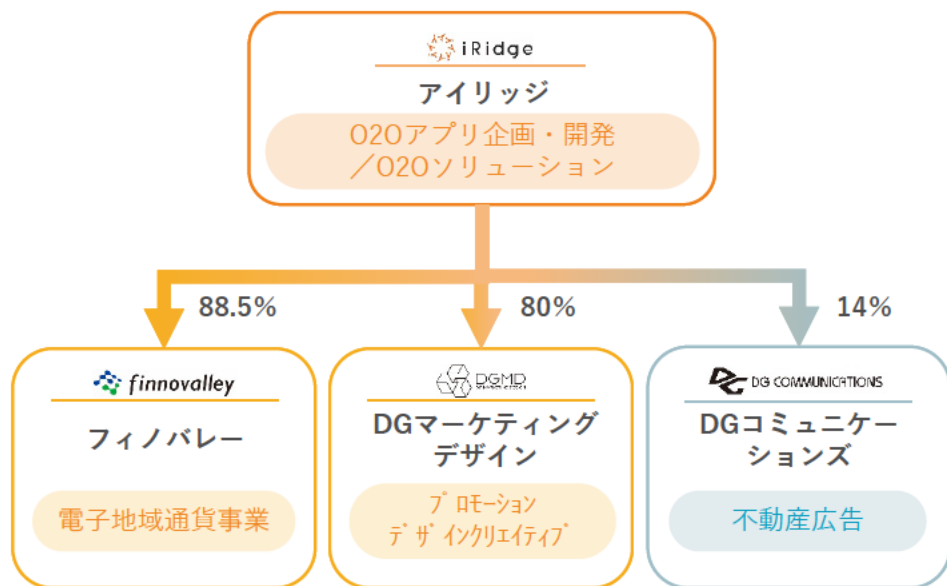 iRidge
アイリッジ
O2Oアプリ企画・開発
／O2Oソリューション
88.5%
80%
14%
finnovalley
フィノバレー
電子地域通貨事業
DGMD
DGマーケティング
デザイン
プロモーション
デザインクリエイティブ
DG COMMUNICATIONS
DGコミュニケー
ションズ
不動産広告